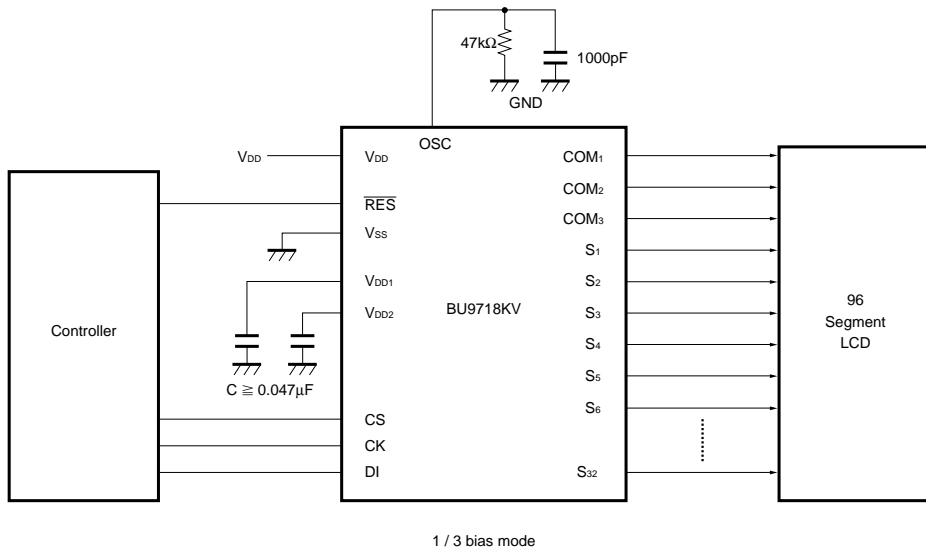 47kΩ
1000pF
GND
OSC
VDD
VDD
RES
VSS
VDD1
VDD2
C ≧ 0.047μF
CS
CK
DI
Controller
BU9718KV
COM1
COM2
COM3
S1
S2
S3
S4
S5
S6
S32
96
Segment
LCD
1 / 3 bias mode